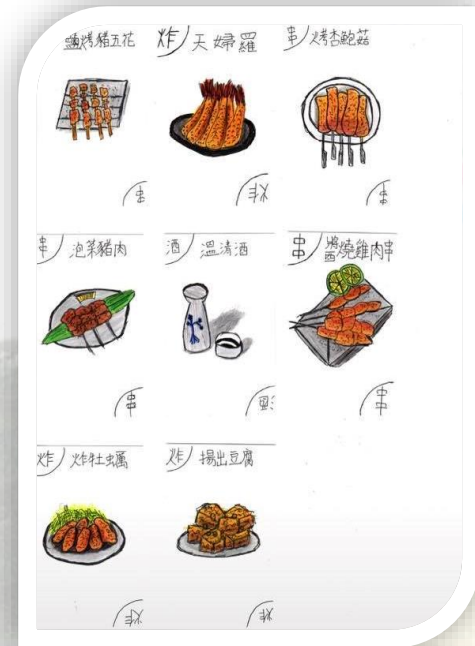 鹽烤豬五花
炸 天婦羅
串 烤杏鮑菇
串
炸
串
串 泡菜豬肉
酒 溫清酒
串 醬燒雞肉串
串
酒
串
炸 炸牡蠣
炸 揚出豆腐
炸
炸